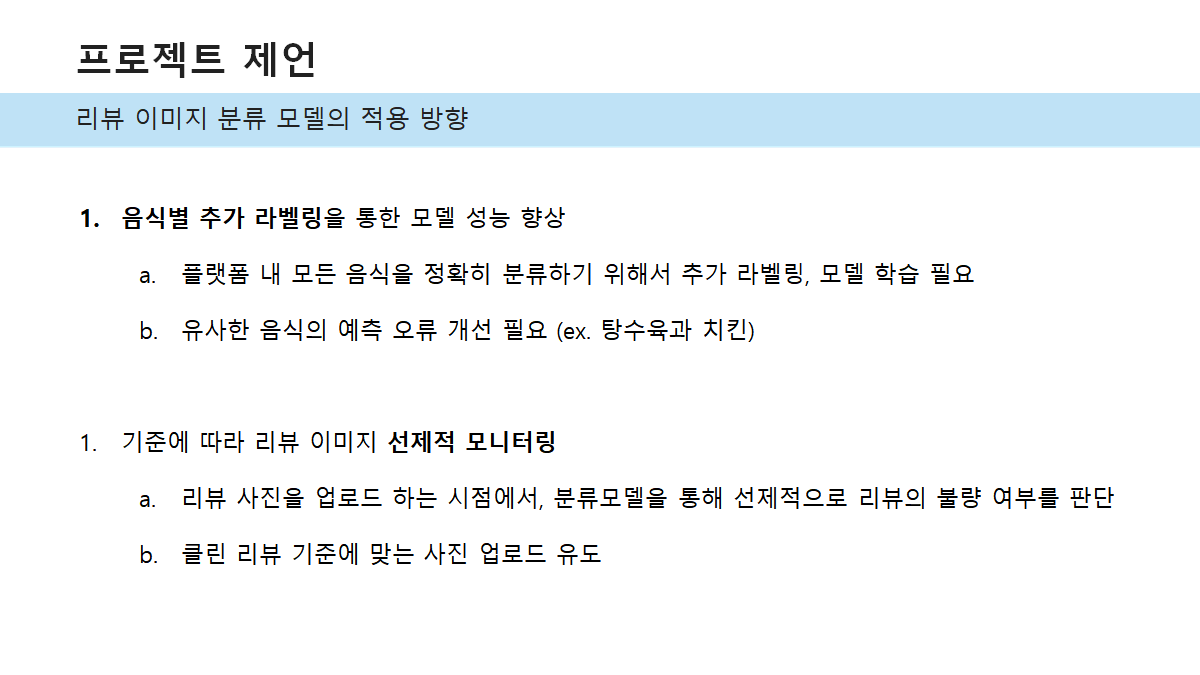 프로젝트 제언
리뷰 이미지 분류 모델의 적용 방향
1. 음식별 추가 라벨링을 통한 모델 성능 향상
a. 플랫폼 내 모든 음식을 정확히 분류하기 위해서 추가 라벨링, 모델 학습 필요
b. 유사한 음식의 예측 오류 개선 필요 (ex. 탕수육과 치킨)
1. 기준에 따라 리뷰 이미지 선제적 모니터링
a. 리뷰 사진을 업로드 하는 시점에서, 분류모델을 통해 선제적으로 리뷰의 불량 여부를 판단
b. 클린 리뷰 기준에 맞는 사진 업로드 유도